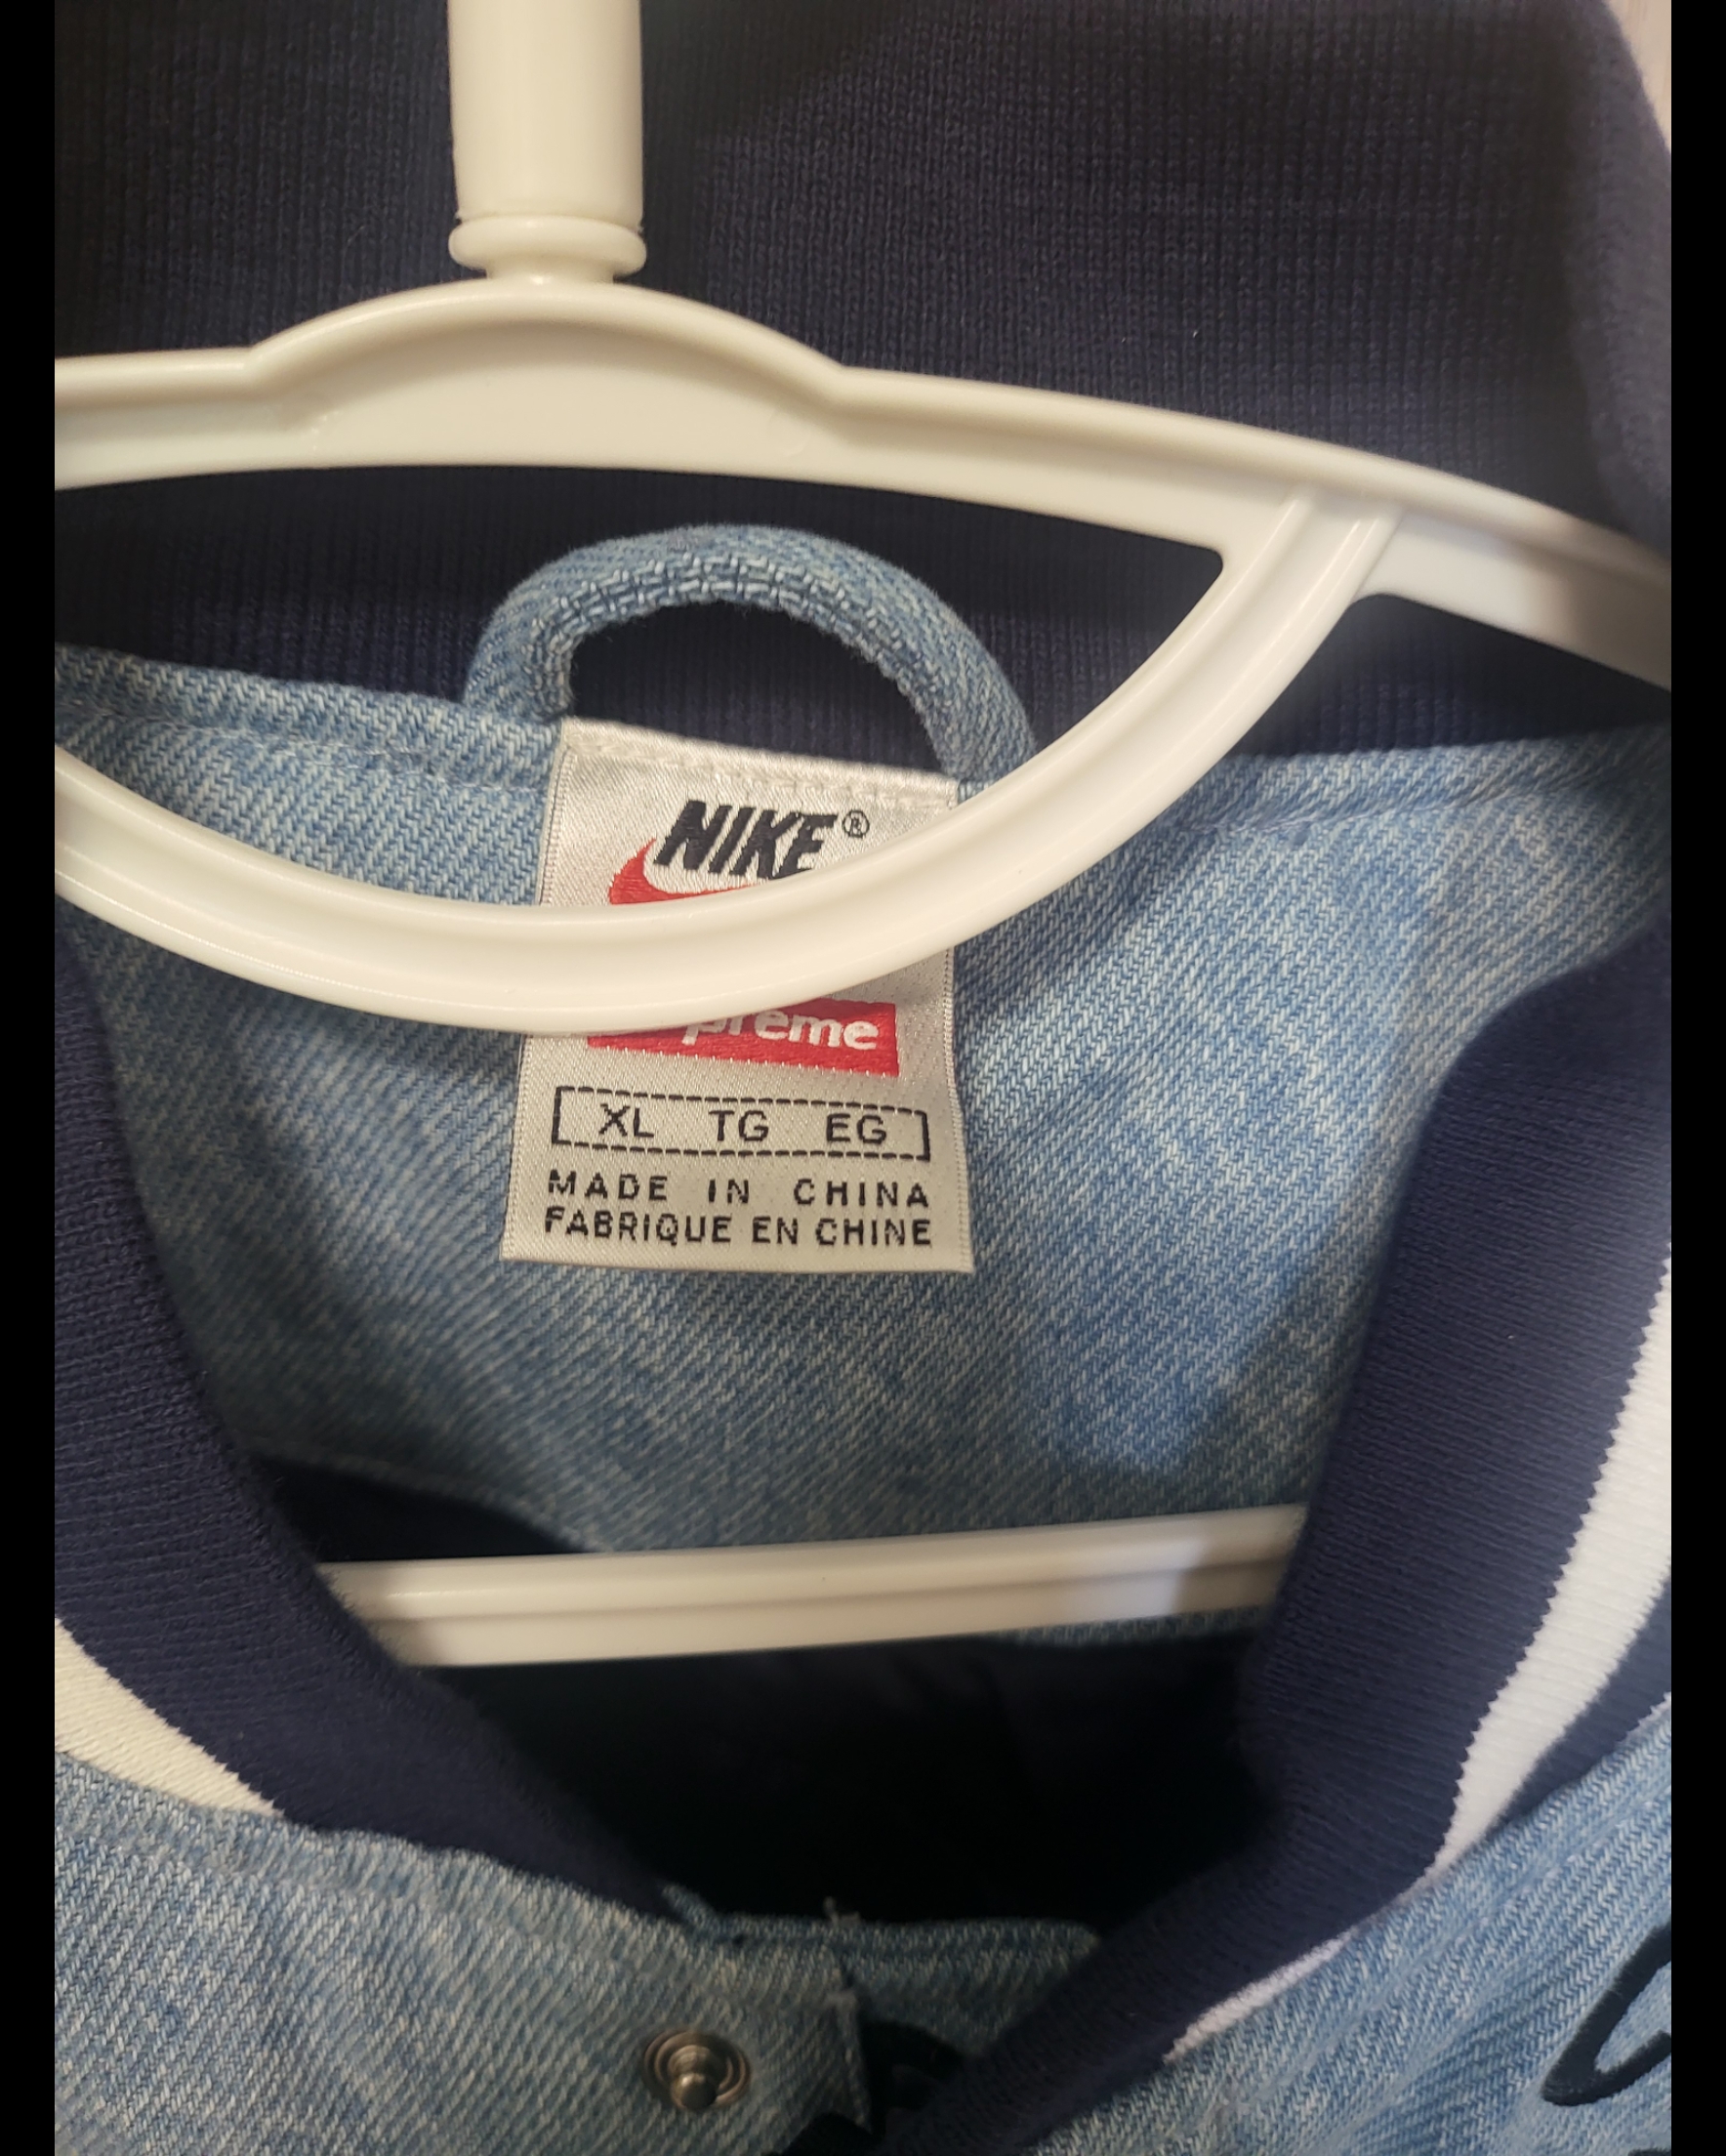 NIKE®
preme
XL TG EG
MADE IN CHINA
FABRIQUE EN CHINE